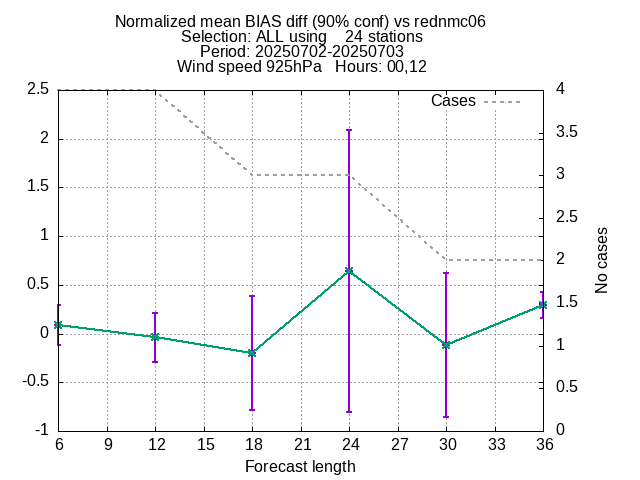 Normalized mean BIAS diff (90% conf) vs rednmc06
Selection: ALL using    24 stations
Period: 20250702-20250703
Wind speed 925hPa   Hours: 00,12
Cases
2.5
2
1.5
1
0.5
0
-0.5
-1
4
3.5
3
2.5
2
1.5
1
0.5
0
No cases
6 9 12 15 18 21 24 27 30 33 36
Forecast length